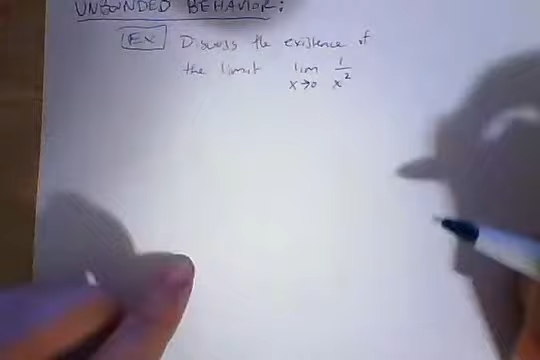 UNBOUNDED BEHAVIOR:
Ex Discuss the existence of
the limit lim x→0 1/x²